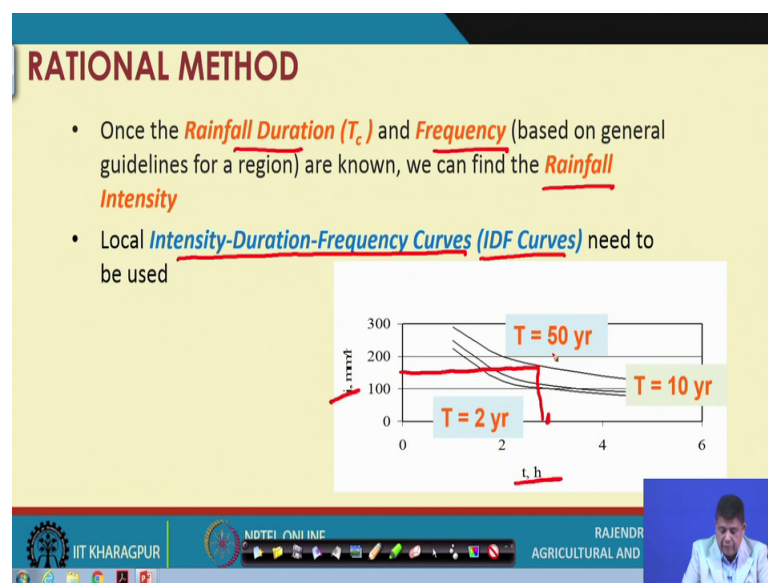 RATIONAL METHOD
• Once the Rainfall Duration (Tc) and Frequency (based on general
guidelines for a region) are known, we can find the Rainfall
Intensity
• Local Intensity-Duration-Frequency Curves (IDF Curves) need to
be used
300
200
100
0
T = 50 yr
T = 10 yr
T = 2 yr
0 2 4 6
t, h
IIT KHARAGPUR
NPTEL ONLINE
RAJENDR
AGRICULTURAL AND